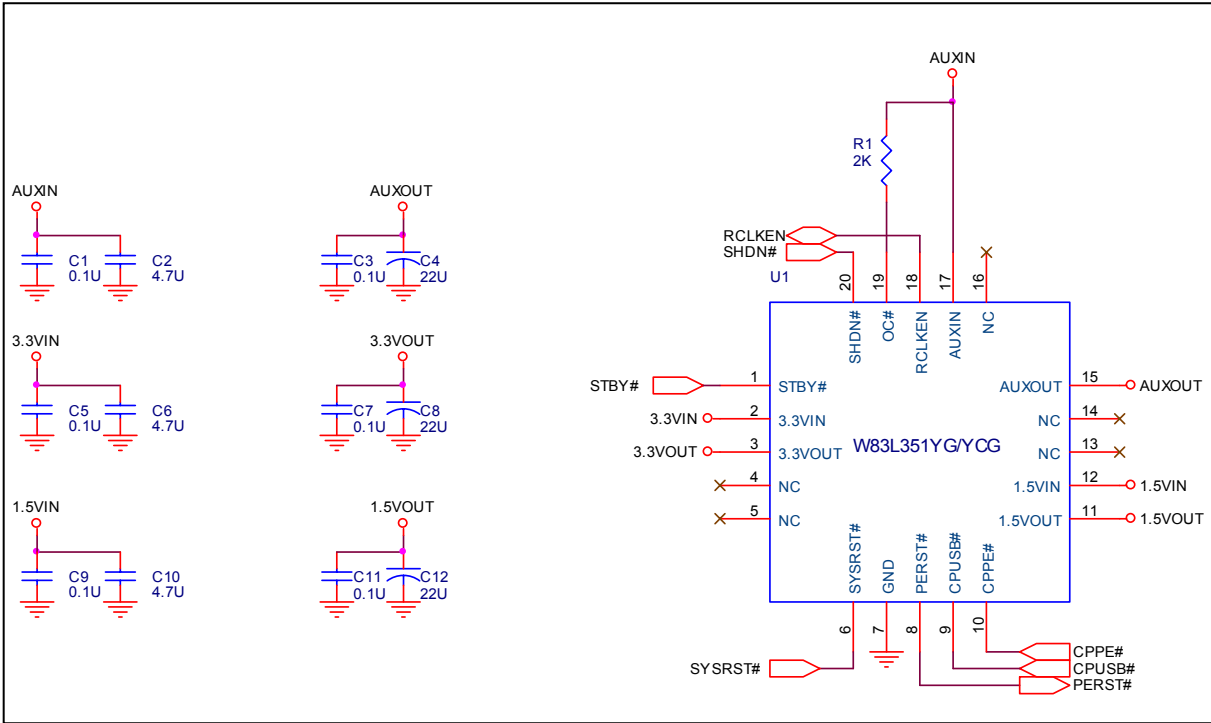 AUXIN
AUXIN
AUXOUT
R1
2K
C1
0.1U
C2
4.7U
C3
0.1U
C4
22U
RCLKEN
SHDN#
U1
20
19
18
17
16
SHDN#
OC#
RCLKEN
AUXIN
NC
3.3VIN
3.3VOUT
C5
0.1U
C6
4.7U
C7
0.1U
C8
22U
STBY#
1
STBY#
3.3VIN
2
3.3VIN
3.3VOUT
3
3.3VOUT
4
NC
5
NC
W83L351YG/YCG
AUXOUT
15
AUXOUT
NC
14
NC
13
1.5VIN
12
1.5VIN
1.5VOUT
11
1.5VOUT
1.5VIN
1.5VOUT
C9
0.1U
C10
4.7U
C11
0.1U
C12
22U
SYSRST#
GND
PERST#
CPUSB#
CPPE#
6
7
8
9
10
SYSRST#
CPPE#
CPUSB#
PERST#